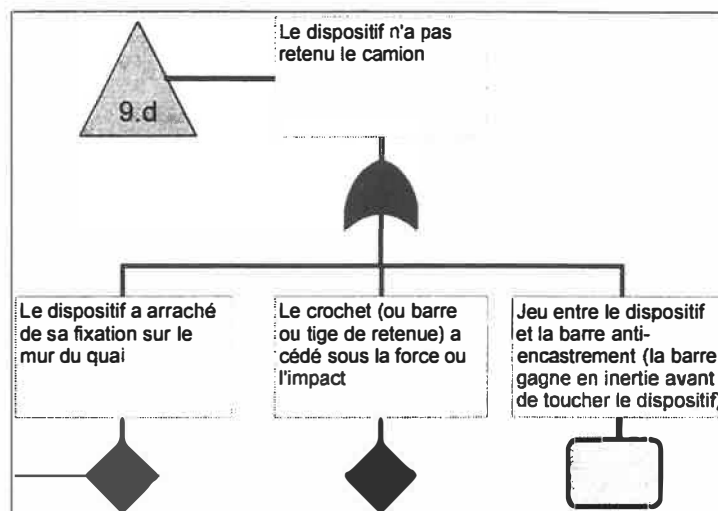 Le dispositif n'a pas
retenu le camion
9.d
Le dispositif a arraché
de sa fixation sur le
mur du quai
Le crochet (ou barre
ou tige de retenue) a
cédé sous la force ou
l'impact
Jeu entre le dispositif
et la barre anti-
encastrement (la barre
gagne en inertie avant
de toucher le dispositif)